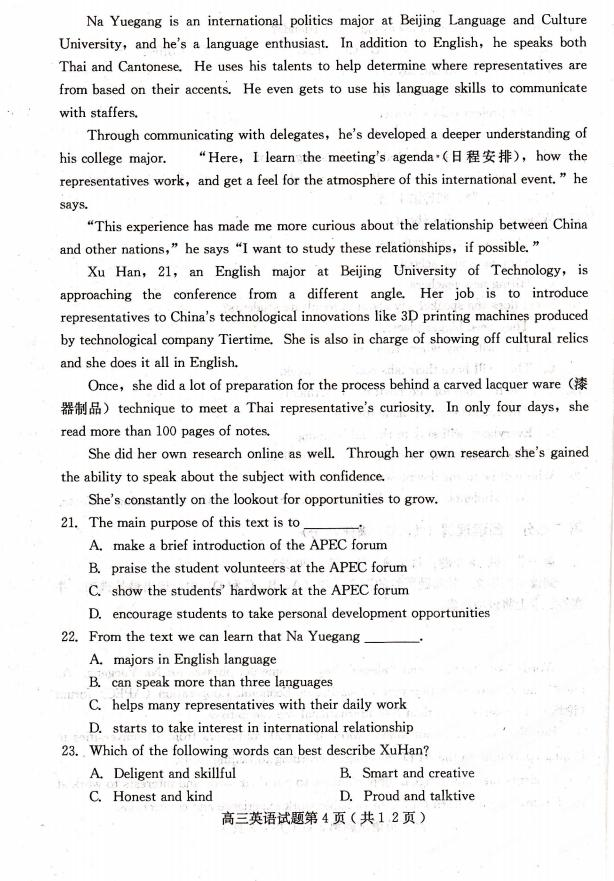 Na Yuegang is an international politics major at Beijing Language and Culture
University, and he's a language enthusiast. In addition to English, he speaks both
Thai and Cantonese. He uses his talents to help determine where representatives are
from based on their accents. He even gets to use his language skills to communicate
with staffers.
Through communicating with delegates, he's developed a deeper understanding of
his college major. “Here, I learn the meeting's agenda (日程安排), how the
representatives work, and get a feel for the atmosphere of this international event.” he
says.
“This experience has made me more curious about the relationship between China
and other nations,” he says “I want to study these relationships, if possible.”
Xu Han, 21, an English major at Beijing University of Technology, is
approaching the conference from a different angle. Her job is to introduce
representatives to China's technological innovations like 3D printing machines produced
by technological company Tiertime. She is also in charge of showing off cultural relics
and she does it all in English.
Once, she did a lot of preparation for the process behind a carved lacquer ware (漆
器制品) technique to meet a Thai representative's curiosity. In only four days, she
read more than 100 pages of notes.
She did her own research online as well. Through her own research she's gained
the ability to speak about the subject with confidence.
She's constantly on the lookout for opportunities to grow.
21. The main purpose of this text is to ________.
A. make a brief introduction of the APEC forum
B. praise the student volunteers at the APEC forum
C. show the students' hardwork at the APEC forum
D. encourage students to take personal development opportunities
22. From the text we can learn that Na Yuegang ________.
A. majors in English language
B. can speak more than three languages
C. helps many representatives with their daily work
D. starts to take interest in international relationship
23. Which of the following words can best describe XuHan?
A. Deligent and skillful B. Smart and creative
C. Honest and kind D. Proud and talktive
高三英语试题第4页(共12页)